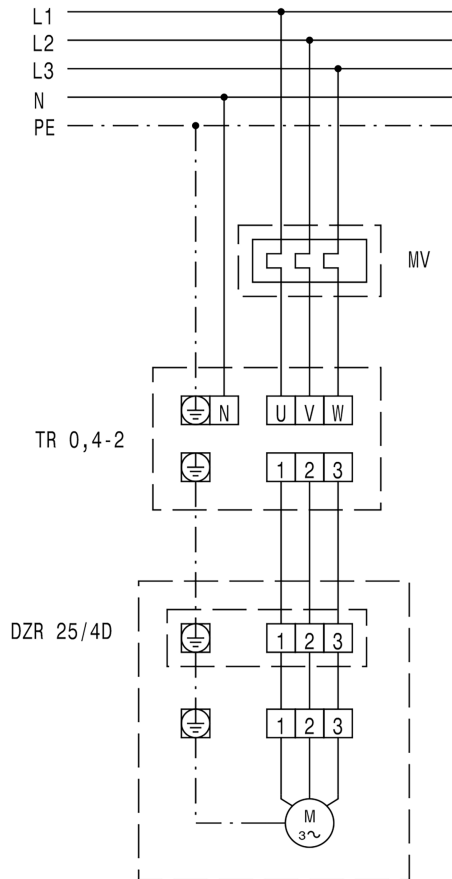 L1
L2
L3
N
PE
MV
N U V W
TR 0,4-2
1 2 3
DZR 25/4D
1 2 3
1 2 3
M
3~